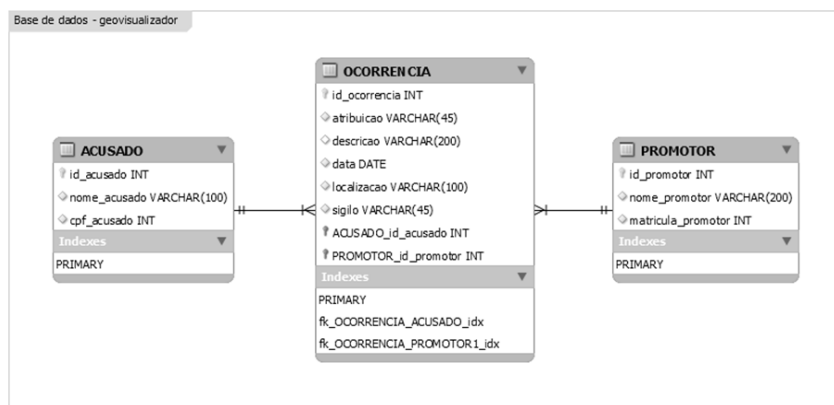 Base de dados - geovisualizador
ACUSADO
id_acusado INT
nome_acusado VARCHAR(100)
cpf_acusado INT
Indexes
PRIMARY
OCORRENCIA
id_ocorrencia INT
atribuicao VARCHAR(45)
descricao VARCHAR(200)
data DATE
localizacao VARCHAR(100)
sigilo VARCHAR(45)
ACUSADO_id_acusado INT
PROMOTOR_id_promotor INT
Indexes
PRIMARY
fk_OCORRENCIA_ACUSADO_idx
fk_OCORRENCIA_PROMOTOR1_idx
PROMOTOR
id_promotor INT
nome_promotor VARCHAR(200)
matricula_promotor INT
Indexes
PRIMARY